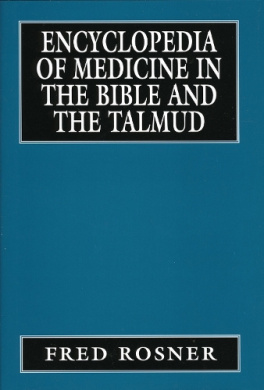 ENCYCLOPEDIA
OF MEDICINE IN
THE BIBLE AND
THE TALMUD
FRED ROSNER